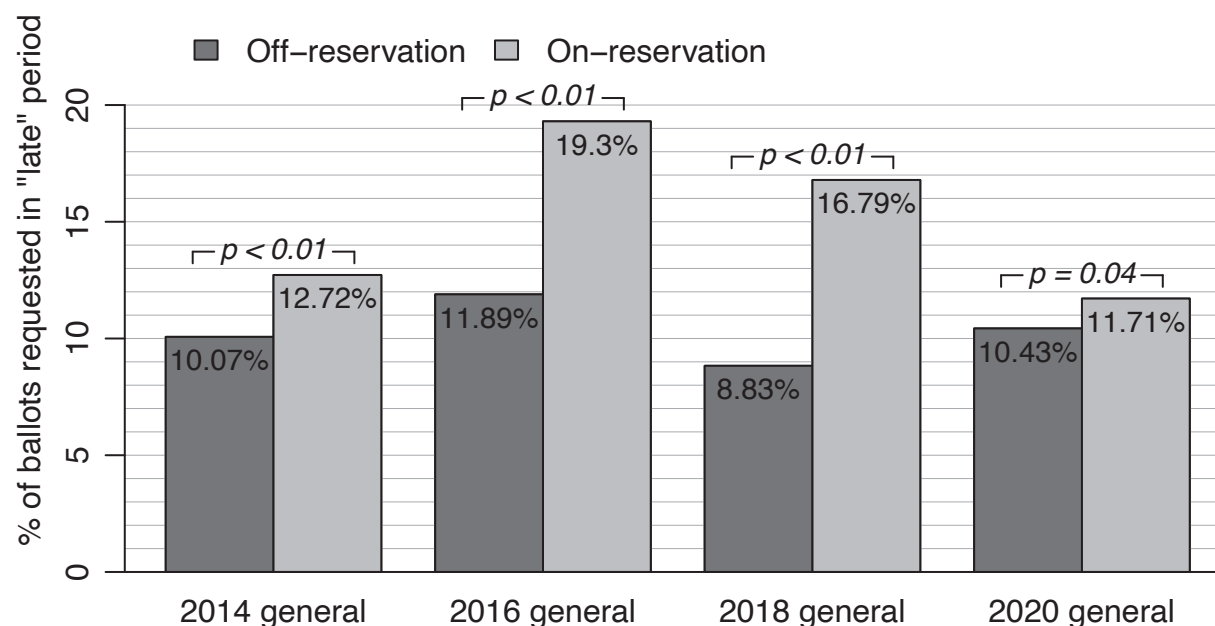 Off−reservation On−reservation
% of ballots requested in "late" period
20
15
10
5
0
p < 0.01
p < 0.01
p < 0.01
p = 0.04
10.07%
12.72%
11.89%
19.3%
8.83%
16.79%
10.43%
11.71%
2014 general 2016 general 2018 general 2020 general